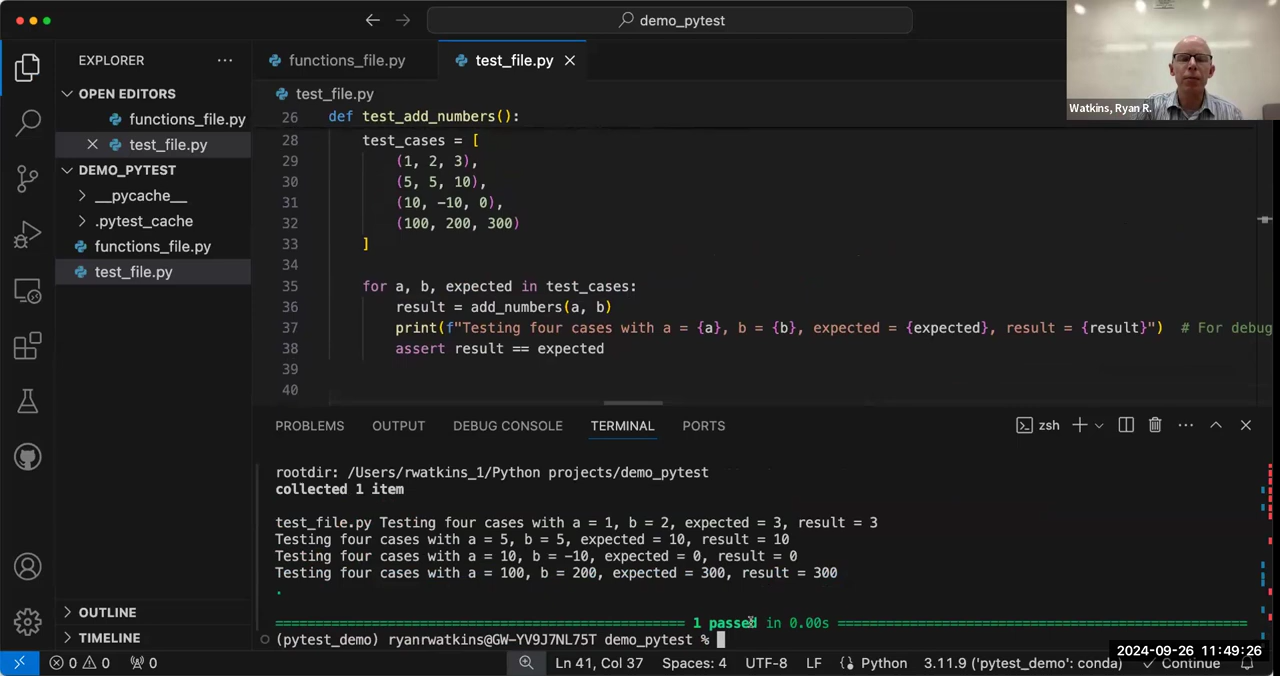 demo_pytest
EXPLORER
functions_file.py
test_file.py
Watkins, Ryan R.
OPEN EDITORS
functions_file.py
test_file.py
DEMO_PYTEST
__pycache__
.pytest_cache
functions_file.py
test_file.py
OUTLINE
TIMELINE
test_file.py
26 def test_add_numbers():
28 test_cases = [
29 (1, 2, 3),
30 (5, 5, 10),
31 (10, -10, 0),
32 (100, 200, 300)
33 ]
34
35 for a, b, expected in test_cases:
36 result = add_numbers(a, b)
37 print(f"Testing four cases with a = {a}, b = {b}, expected = {expected}, result = {result}") # For debug
38 assert result == expected
39
40
PROBLEMS OUTPUT DEBUG CONSOLE TERMINAL PORTS
zsh
rootdir: /Users/rwatkins_1/Python projects/demo_pytest
collected 1 item
test_file.py Testing four cases with a = 1, b = 2, expected = 3, result = 3
Testing four cases with a = 5, b = 5, expected = 10, result = 10
Testing four cases with a = 10, b = -10, expected = 0, result = 0
Testing four cases with a = 100, b = 200, expected = 300, result = 300
.
1 passed in 0.00s
(pytest_demo) ryanrwatkins@GW-YV9J7NL75T demo_pytest %
2024-09-26 11:49:26
0 0 0 Ln 41, Col 37 Spaces: 4 UTF-8 LF Python 3.11.9 ('pytest_demo': conda) Continue